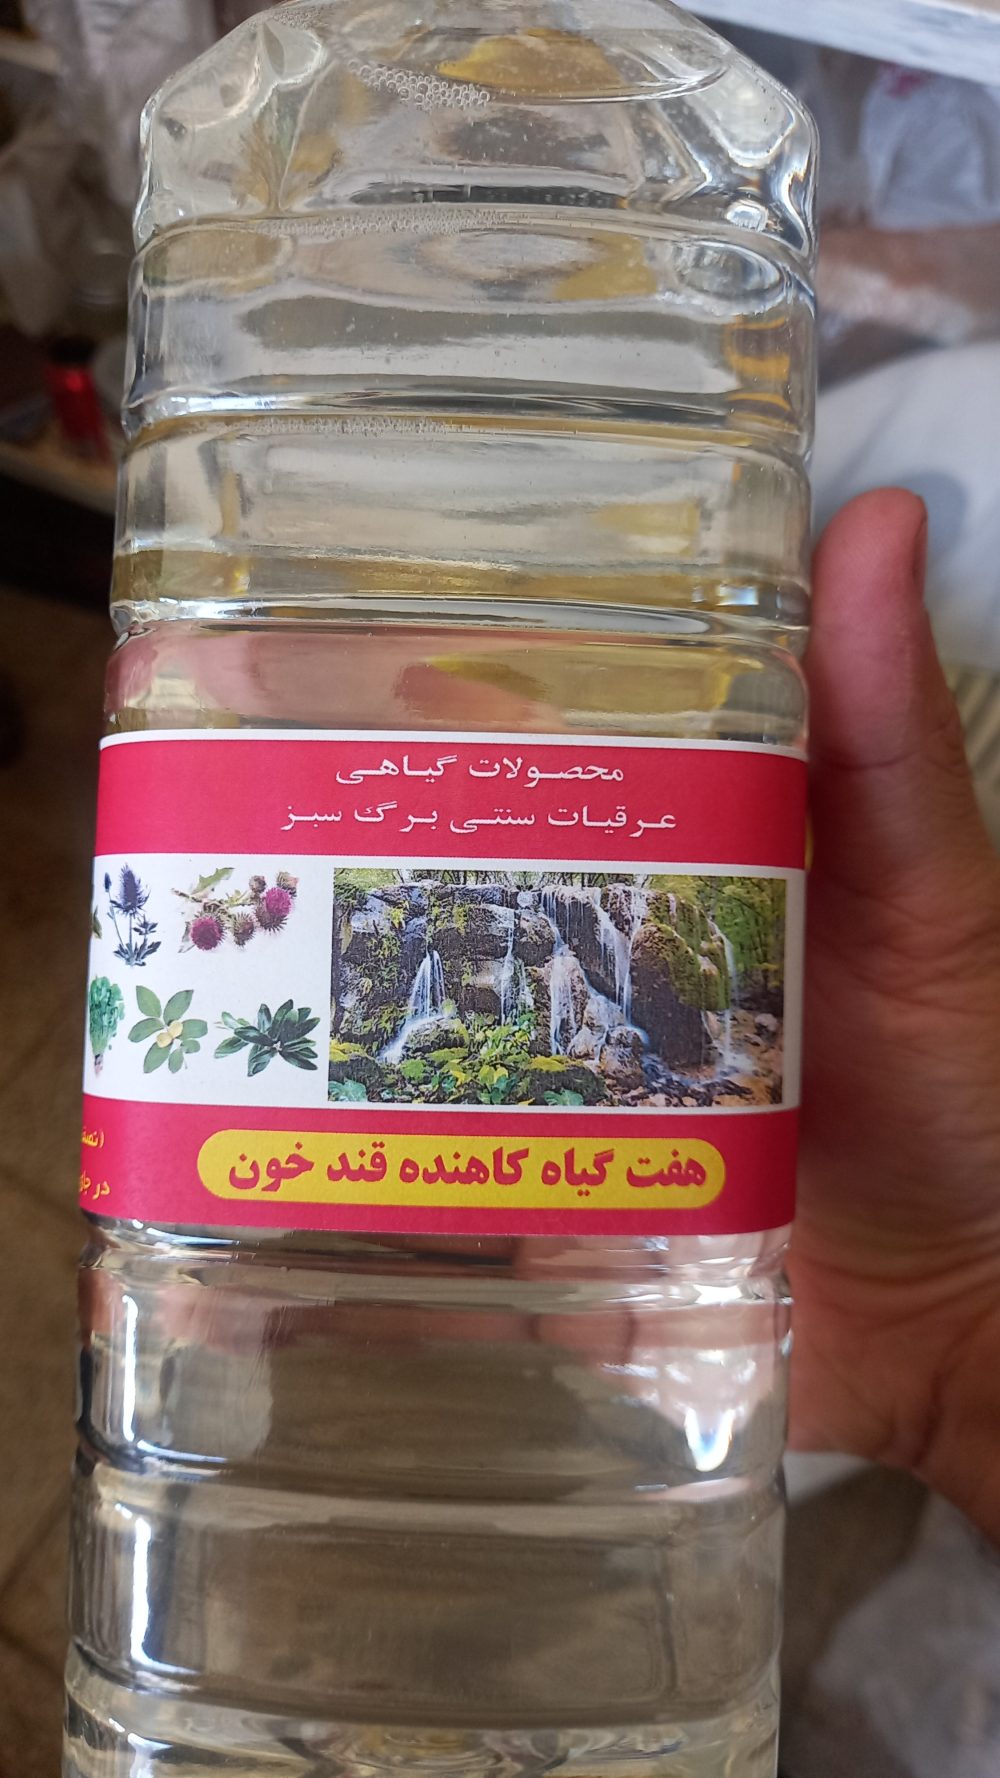 محصولات گیاهی
عرقیات سنتی برگ سبز
هفت گیاه کاهنده قند خون